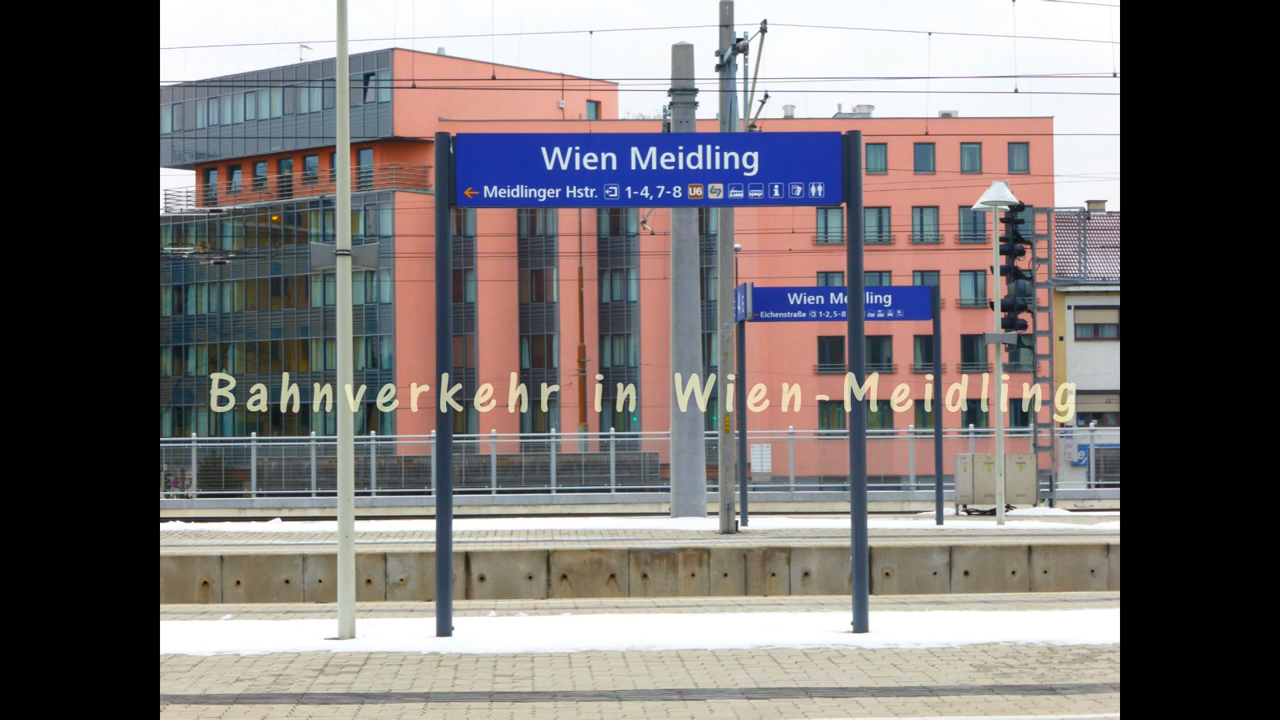 Wien Meidling
Meidlinger Hstr. 1-4, 7-8 U6
Wien Meidling
Eichenstraße 1-2, 5-8
Bahnverkehr in Wien-Meidling